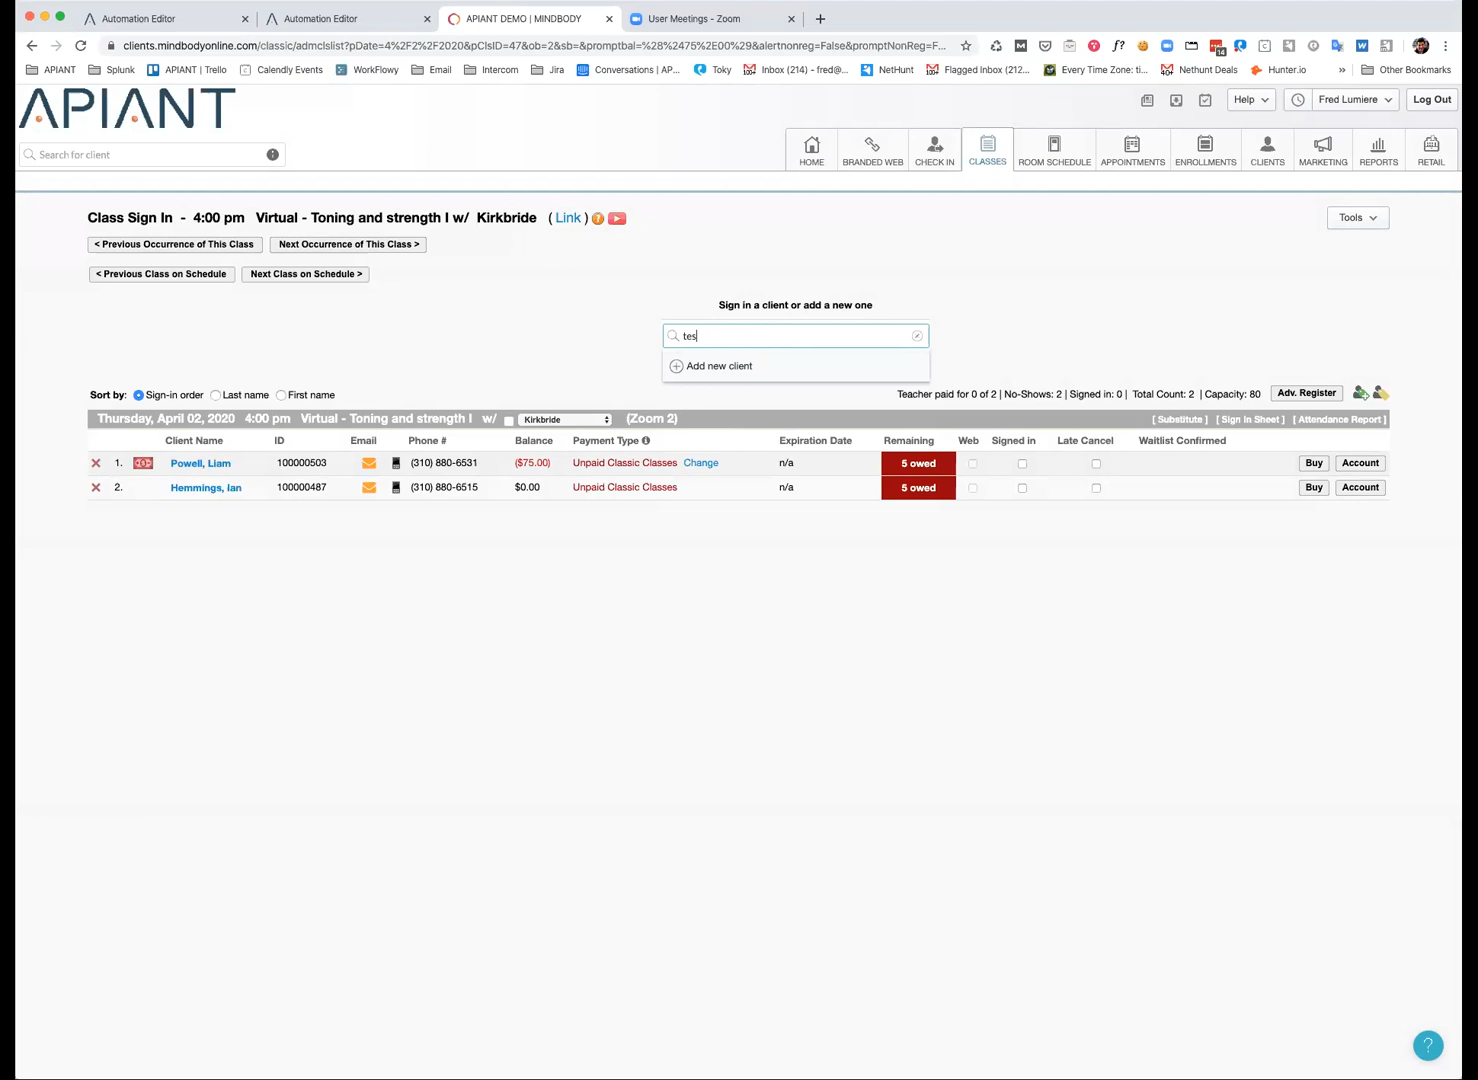 Automation Editor
Automation Editor
APIANT DEMO | MINDBODY
User Meetings - Zoom
clients.mindbodyonline.com/classic/admclslist?pDate=4%2F2%2F2020&pClsID=47&ob=2&sb=&promptbal=%28%2475%2E00%29&alertnonreg=False&promptNonReg=F...
APIANT
Splunk
APIANT | Trello
Calendly Events
WorkFlowy
Email
Intercom
Jira
Conversations | AP...
Toky
Inbox (214) - fred@...
NetHunt
Flagged Inbox (212...
Every Time Zone: ti...
Nethunt Deals
Hunter.io
»
Other Bookmarks
APIANT
Help
Fred Lumiere
Log Out
Search for client
HOME
BRANDED WEB
CHECK IN
CLASSES
ROOM SCHEDULE
APPOINTMENTS
ENROLLMENTS
CLIENTS
MARKETING
REPORTS
RETAIL
Class Sign In - 4:00 pm Virtual - Toning and strength I w/ Kirkbride ( Link )
Tools
< Previous Occurrence of This Class
Next Occurrence of This Class >
< Previous Class on Schedule
Next Class on Schedule >
Sign in a client or add a new one
tes
Add new client
Sort by: Sign-in order Last name First name
Teacher paid for 0 of 2 | No-Shows: 2 | Signed in: 0 | Total Count: 2 | Capacity: 80
Adv. Register
Thursday, April 02, 2020 4:00 pm Virtual - Toning and strength I w/ Kirkbride (Zoom 2)
[ Substitute ] [ Sign In Sheet ] [ Attendance Report ]
Client Name ID Email Phone # Balance Payment Type Expiration Date Remaining Web Signed in Late Cancel Waitlist Confirmed
1. Powell, Liam 100000503 (310) 880-6531 ($75.00) Unpaid Classic Classes Change n/a 5 owed Buy Account
2. Hemmings, Ian 100000487 (310) 880-6515 $0.00 Unpaid Classic Classes n/a 5 owed Buy Account
?